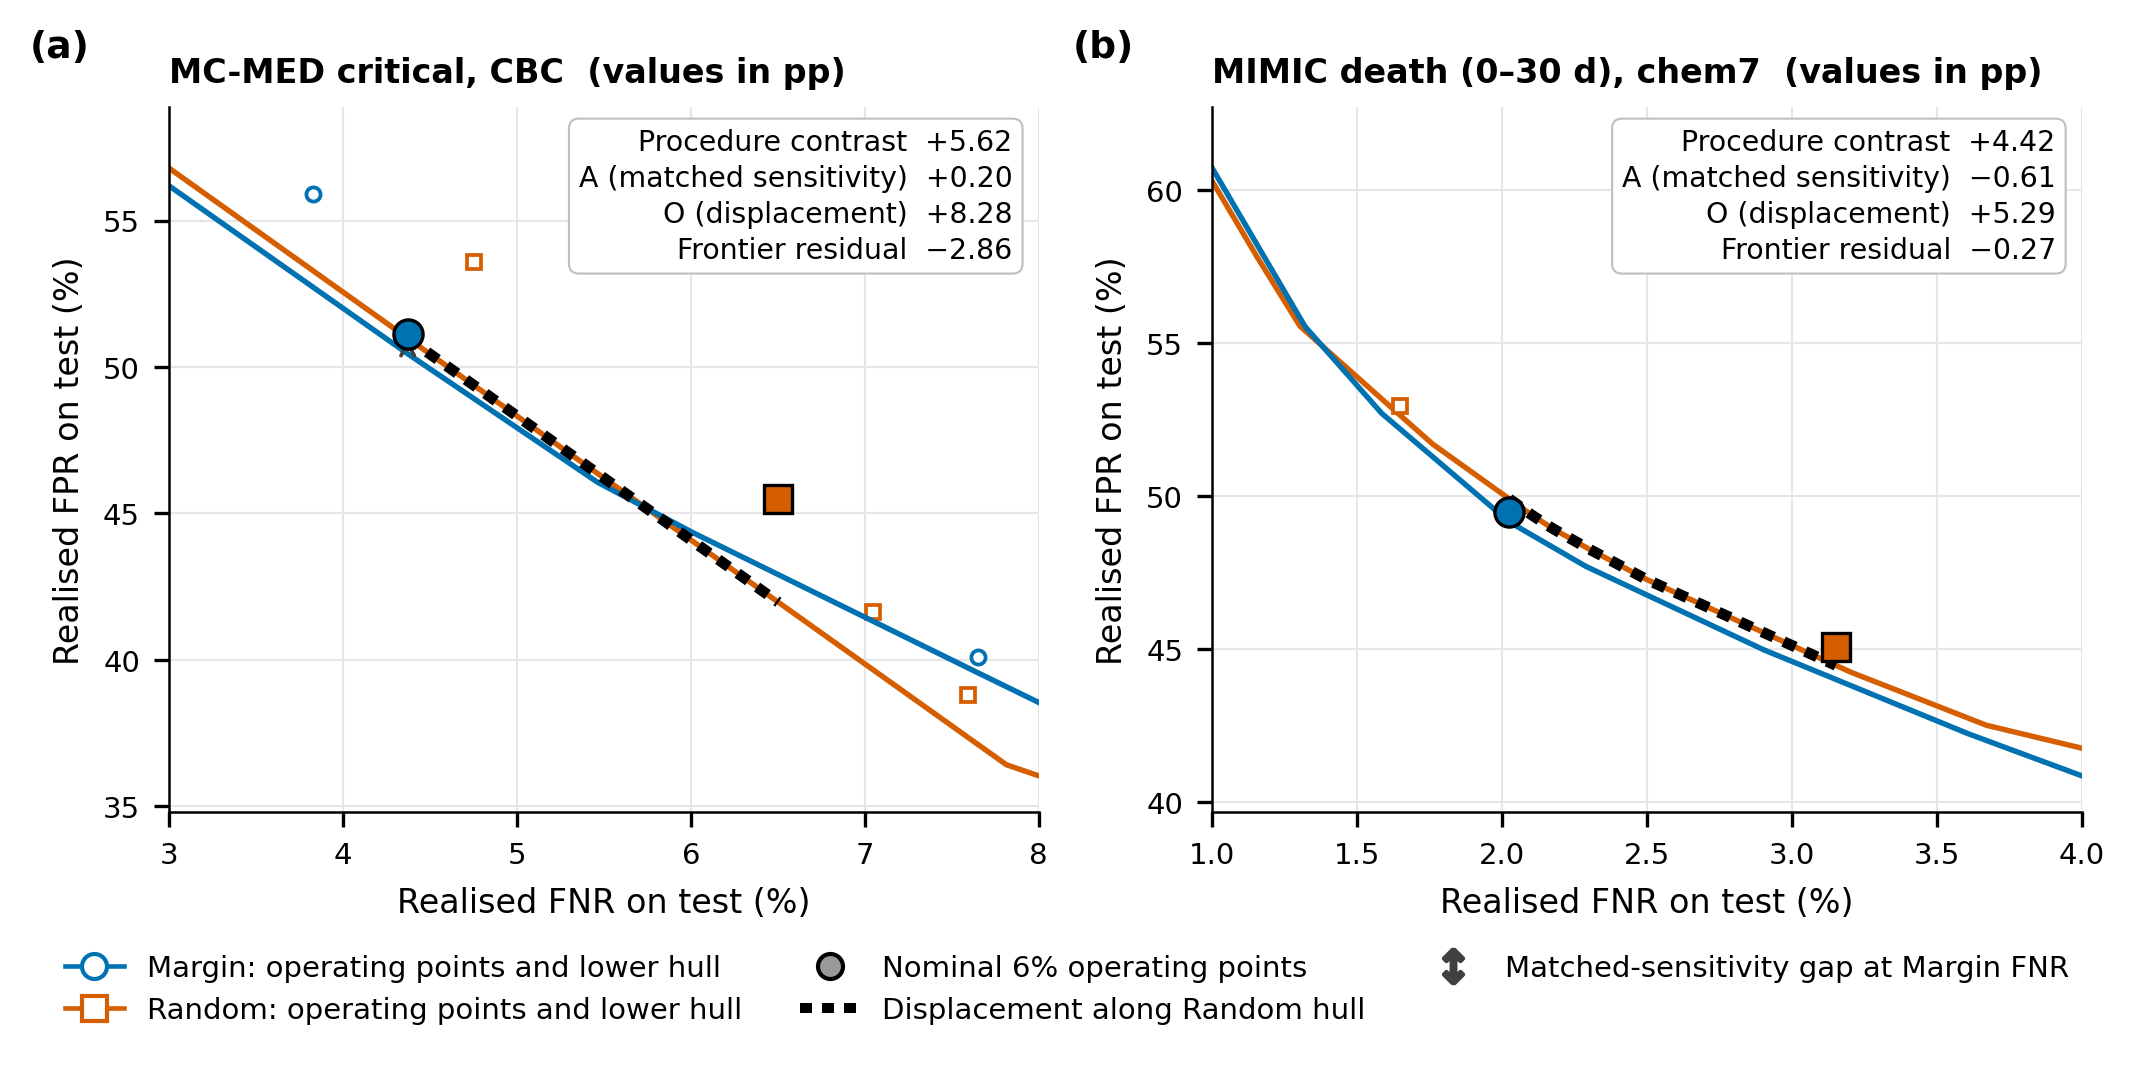 (a)
MC-MED critical, CBC (values in pp)
Procedure contrast +5.62
A (matched sensitivity) +0.20
O (displacement) +8.28
Frontier residual −2.86
Realised FPR on test (%)
55
50
45
40
35
3 4 5 6 7 8
Realised FNR on test (%)
(b)
MIMIC death (0–30 d), chem7 (values in pp)
Procedure contrast +4.42
A (matched sensitivity) −0.61
O (displacement) +5.29
Frontier residual −0.27
Realised FPR on test (%)
60
55
50
45
40
1.0 1.5 2.0 2.5 3.0 3.5 4.0
Realised FNR on test (%)
Margin: operating points and lower hull
Random: operating points and lower hull
Nominal 6% operating points
Displacement along Random hull
Matched-sensitivity gap at Margin FNR